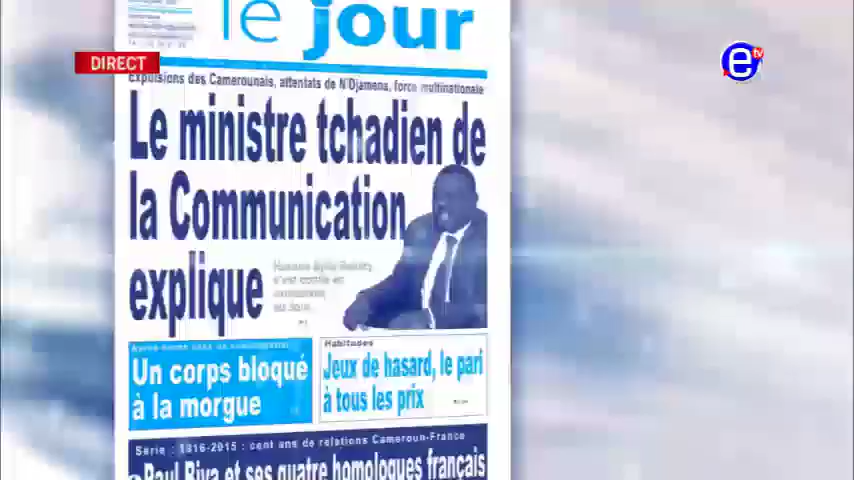 le jour
DIRECT
e tv
Expulsions des Camerounais, attentats de N'Djamena, force multinationale
Le ministre tchadien de
la Communication
explique
Un corps bloqué
à la morgue
Habitudes
Jeux de hasard, le pari
à tous les prix
Série : 1916-2015 : cent ans de relations Cameroun-France
Paul Biya et ses quatre homologues français